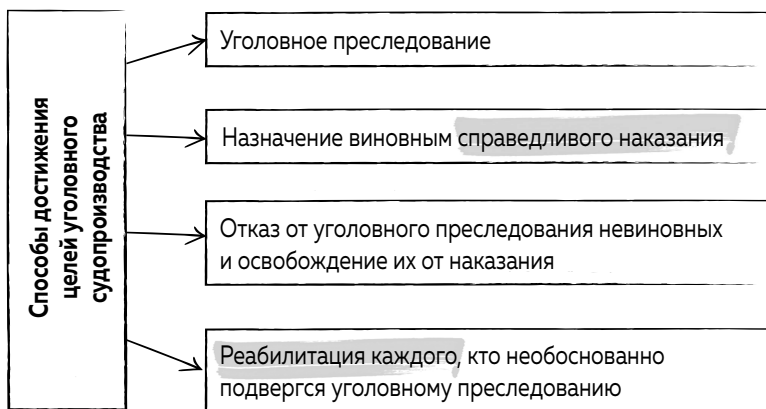 Способы достижения
целей уголовного
судопроизводства
Уголовное преследование
Назначение виновным справедливого наказания
Отказ от уголовного преследования невиновных
и освобождение их от наказания
Реабилитация каждого, кто необоснованно
подвергся уголовному преследованию